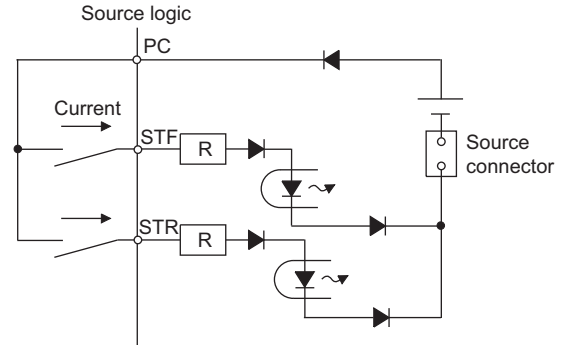 Source logic
PC
Current
STF
R
Source
connector
STR
R